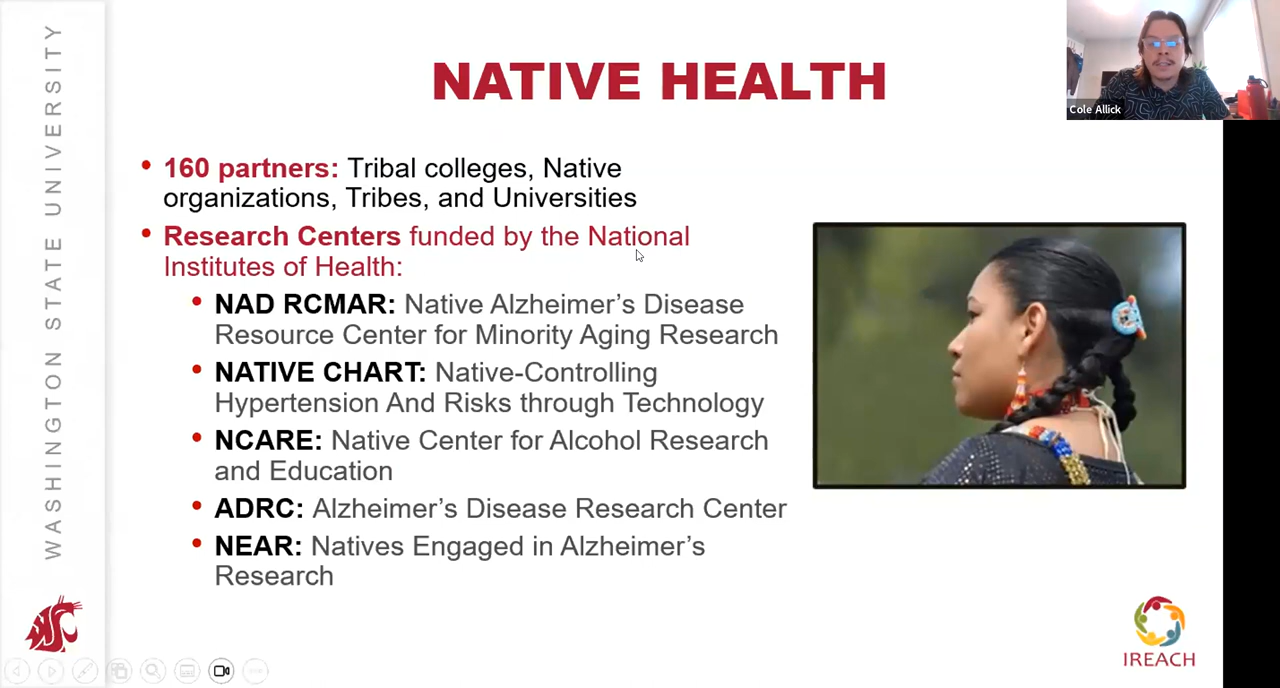 WASHINGTON STATE UNIVERSITY
NATIVE HEALTH
Cole Allick
• 160 partners: Tribal colleges, Native
organizations, Tribes, and Universities
• Research Centers funded by the National
Institutes of Health:
• NAD RCMAR: Native Alzheimer’s Disease
Resource Center for Minority Aging Research
• NATIVE CHART: Native-Controlling
Hypertension And Risks through Technology
• NCARE: Native Center for Alcohol Research
and Education
• ADRC: Alzheimer’s Disease Research Center
• NEAR: Natives Engaged in Alzheimer’s
Research
WSU
IREACH